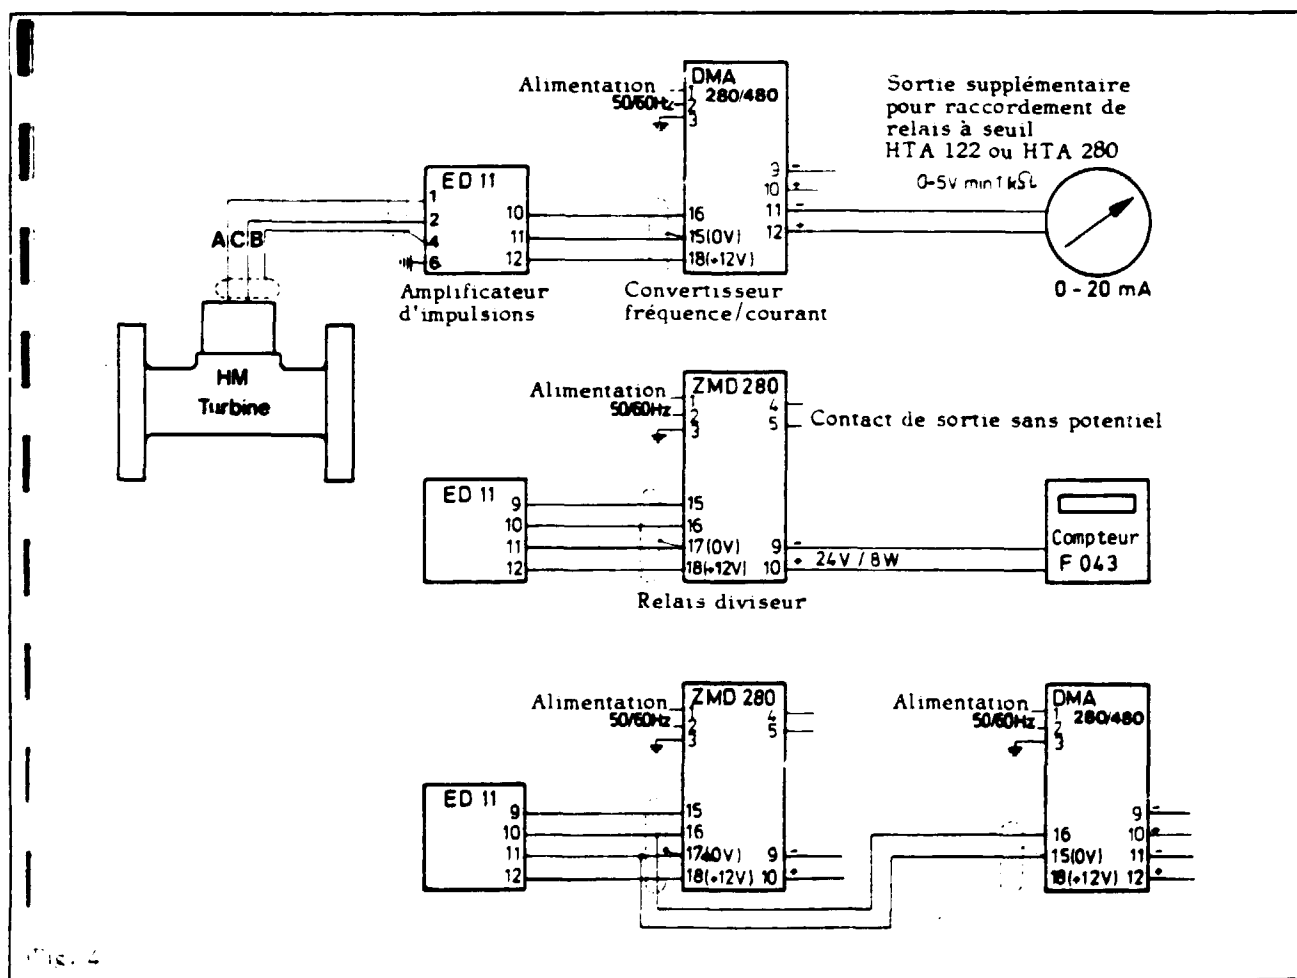 DMA
280/480
Alimentation
50/60Hz
1
2
3
9 -
10 +
11 -
12 +
16
15(0V)
18(+12V)
Convertisseur
fréquence/courant
Sortie supplémentaire
pour raccordement de
relais à seuil
HTA 122 ou HTA 280
0-5V min 1 kΩ
0 - 20 mA
ED 11
1
2
4
6
10
11
12
Amplificateur
d'impulsions
A C B
HM
Turbine
ZMD 280
Alimentation
50/60Hz
1
2
3
4
5
Contact de sortie sans potentiel
ED 11
9
10
11
12
15
16
17(0V)
18(+12V)
9 -
10 +
24V / 8W
Compteur
F 043
Relais diviseur
ZMD 280
Alimentation
50/60Hz
1
2
3
4
5
ED 11
9
10
11
12
15
16
17(0V)
18(+12V)
9 -
10 +
DMA
280/480
Alimentation
50/60Hz
1
2
3
16
15(0V)
18(+12V)
9 -
10 +
11 -
12 +
Fig. 4